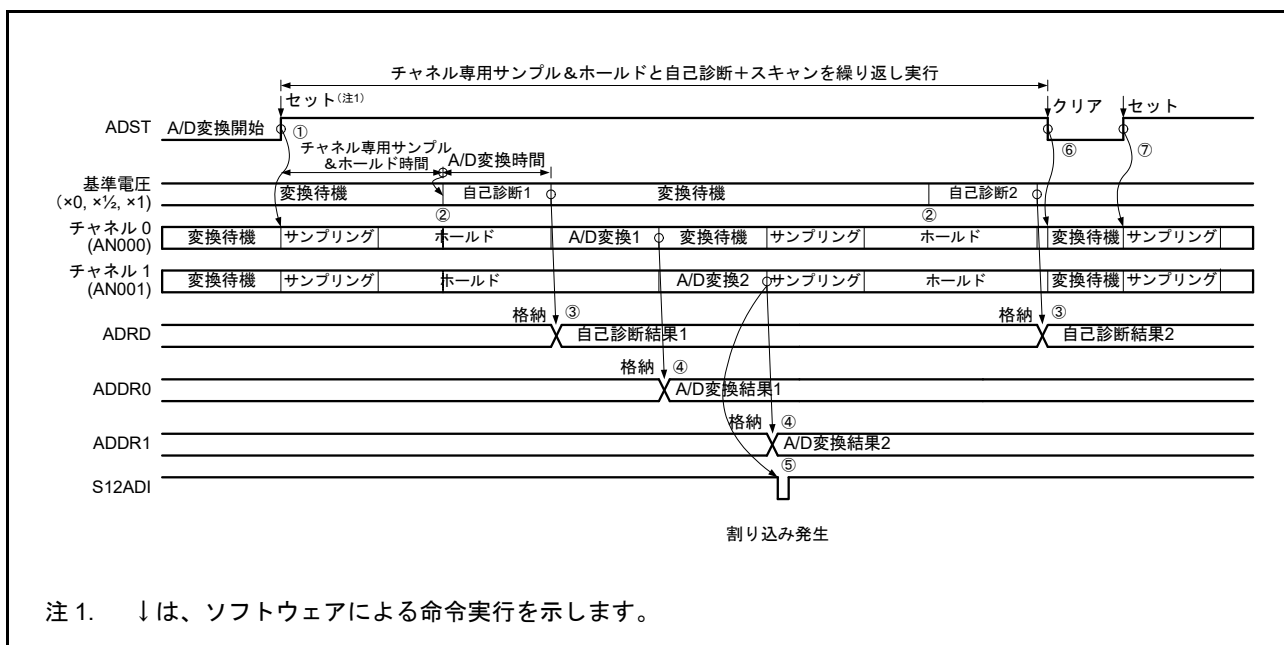 チャネル専用サンプル＆ホールドと自己診断＋スキャンを繰り返し実行
セット(注1)
クリア
セット
ADST
A/D変換開始
①
⑥
⑦
チャネル専用サンプル
＆ホールド時間
A/D変換時間
基準電圧
(×0, ×½, ×1)
変換待機
自己診断1
変換待機
自己診断2
②
②
チャネル 0
(AN000)
変換待機
サンプリング
ホールド
A/D変換1
変換待機
サンプリング
ホールド
変換待機
サンプリング
チャネル 1
(AN001)
変換待機
サンプリング
ホールド
A/D変換2
サンプリング
ホールド
変換待機
サンプリング
格納
③
格納
③
ADRD
自己診断結果1
自己診断結果2
格納
④
ADDR0
A/D変換結果1
格納
④
ADDR1
A/D変換結果2
⑤
S12ADI
割り込み発生
注 1. ↓は、ソフトウェアによる命令実行を示します。